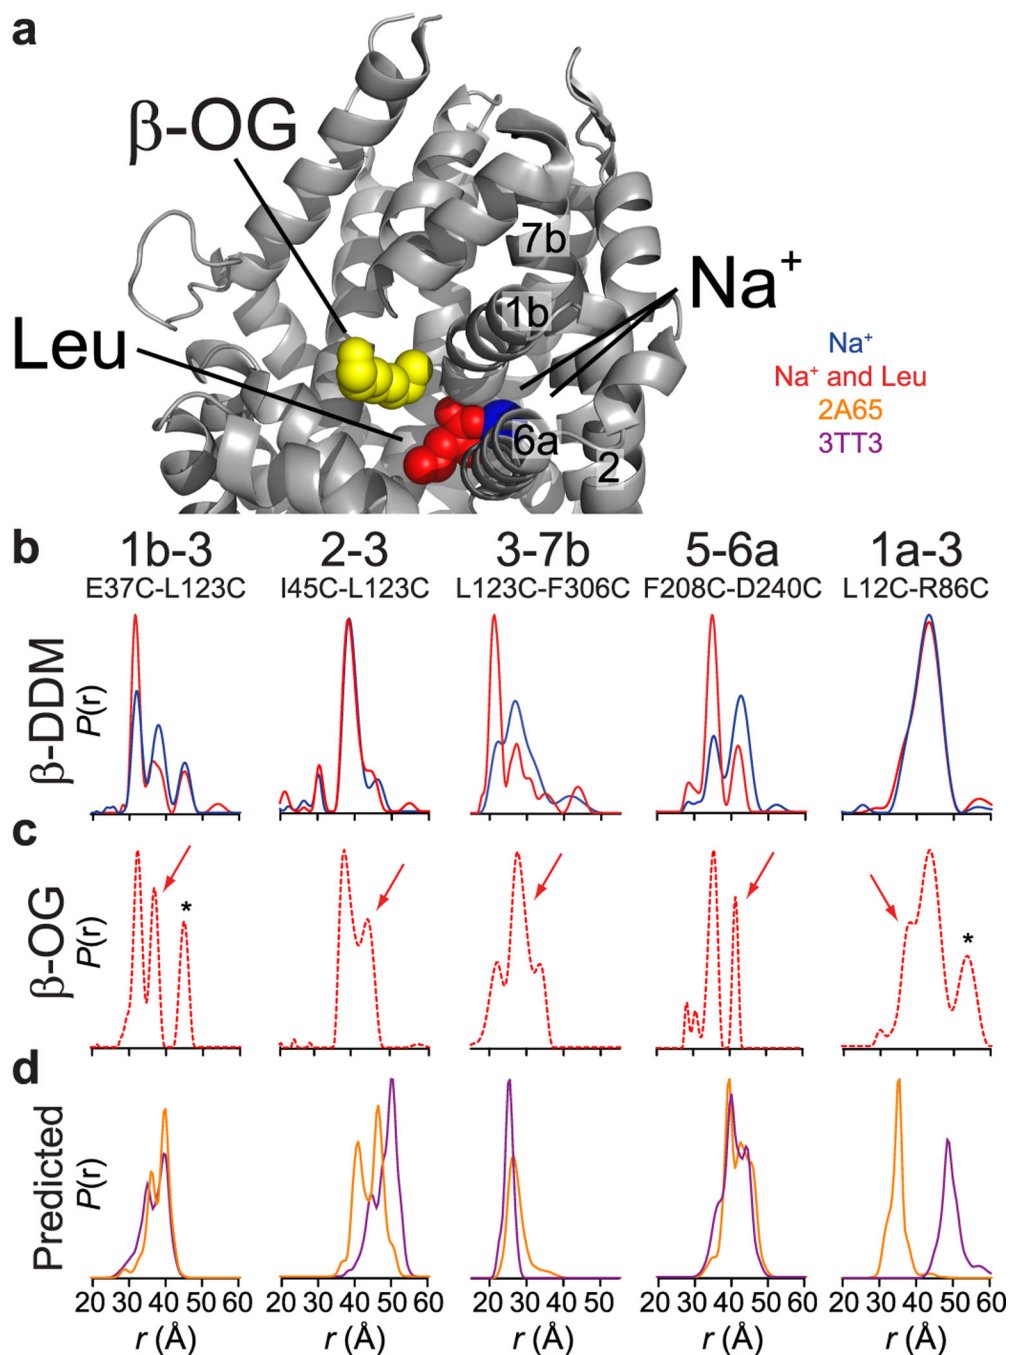 a
β-OG
7b
Na⁺
1b
Leu
Na⁺
Na⁺ and Leu
2A65
3TT3
6a
2
b
1b-3 2-3 3-7b 5-6a 1a-3
E37C-L123C I45C-L123C L123C-F306C F208C-D240C L12C-R86C
β-DDM
P(r)
c
β-OG
P(r)
* *
d
Predicted
P(r)
20 30 40 50 60 20 30 40 50 60 20 30 40 50 20 30 40 50 60 20 30 40 50 60
r (Å) r (Å) r (Å) r (Å) r (Å)